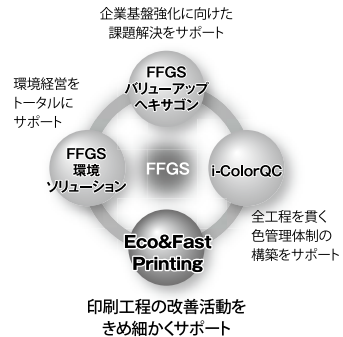 企業基盤強化に向けた
課題解決をサポート
FFGS
バリューアップ
ヘキサゴン
環境経営を
トータルに
サポート
FFGS
環境
ソリューション
FFGS
i-ColorQC
全工程を貫く
色管理体制の
構築をサポート
Eco&Fast
Printing
印刷工程の改善活動を
きめ細かくサポート